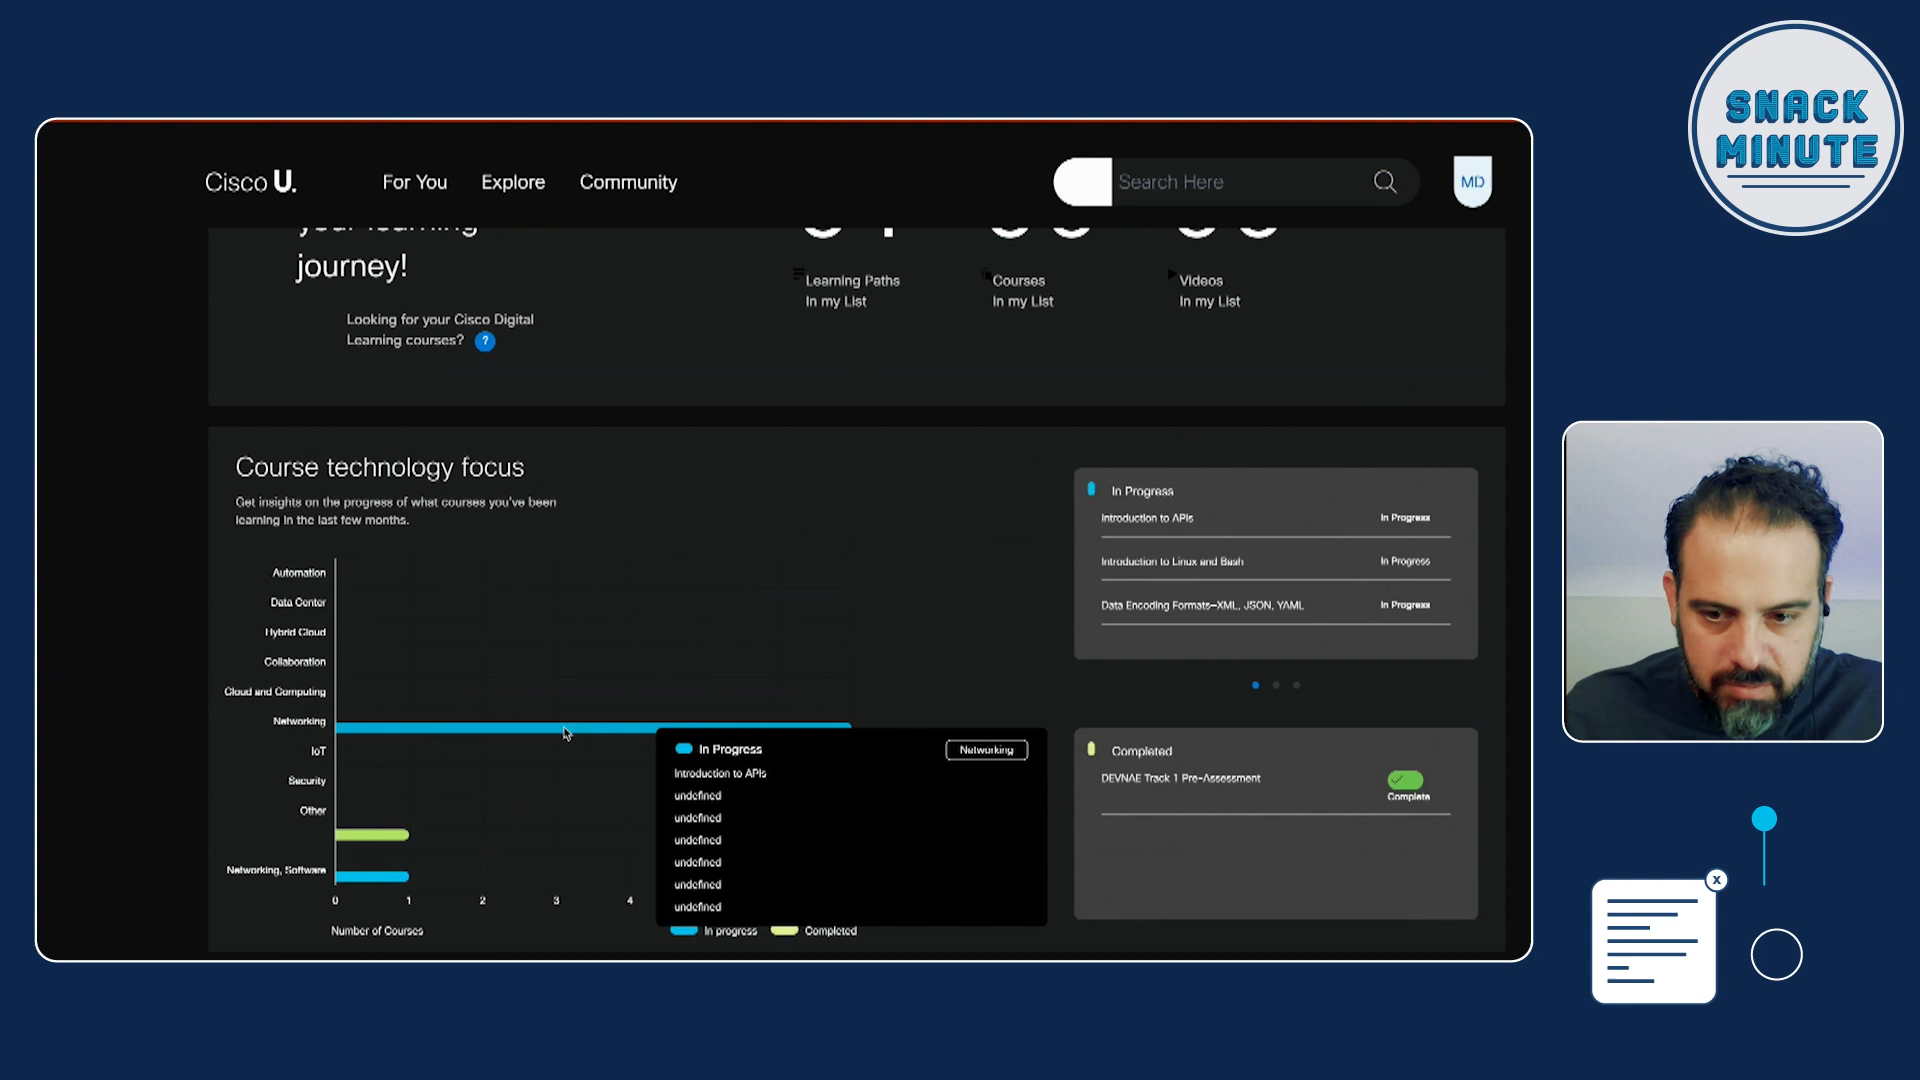 SNACK
MINUTE
Cisco U.
For You
Explore
Community
Search Here
MD
your learning
journey!
Looking for your Cisco Digital
Learning courses? ?
Learning Paths
In my List
Courses
In my List
Videos
In my List
Course technology focus
Get insights on the progress of what courses you've been
learning in the last few months.
Automation
Data Center
Hybrid Cloud
Collaboration
Cloud and Computing
Networking
IoT
Security
Other
Networking, Software
0 1 2 3 4
Number of Courses
In progress
Completed
In Progress
Networking
Introduction to APIs
undefined
undefined
undefined
undefined
undefined
undefined
In Progress
Introduction to APIs In Progress
Introduction to Linux and Bash In Progress
Data Encoding Formats–XML, JSON, YAML In Progress
Completed
DEVNAE Track 1 Pre-Assessment
Complete
x